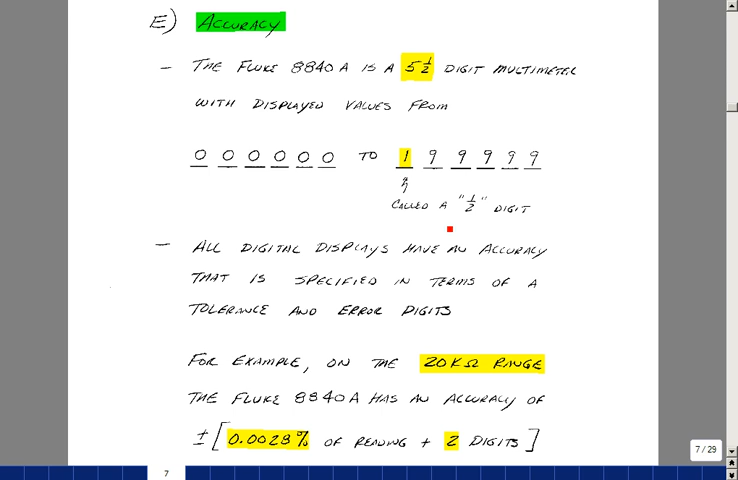 E) ACCURACY
- THE FLUKE 8840A IS A 5 1/2 DIGIT MULTIMETER
WITH DISPLAYED VALUES FROM
0 0 0 0 0 0 TO 1 9 9 9 9 9
CALLED A "1/2" DIGIT
- ALL DIGITAL DISPLAYS HAVE AN ACCURACY
THAT IS SPECIFIED IN TERMS OF A
TOLERANCE AND ERROR DIGITS
FOR EXAMPLE, ON THE 20KΩ RANGE
THE FLUKE 8840A HAS AN ACCURACY OF
± [0.0028% OF READING + 2 DIGITS]
7 / 29
7